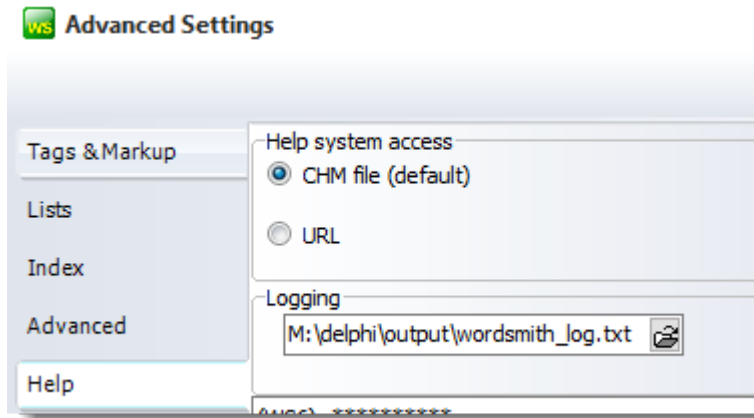 ws Advanced Settings
Tags & Markup
Lists
Index
Advanced
Help
Help system access
CHM file (default)
URL
Logging
M:\delphi\output\wordsmith_log.txt